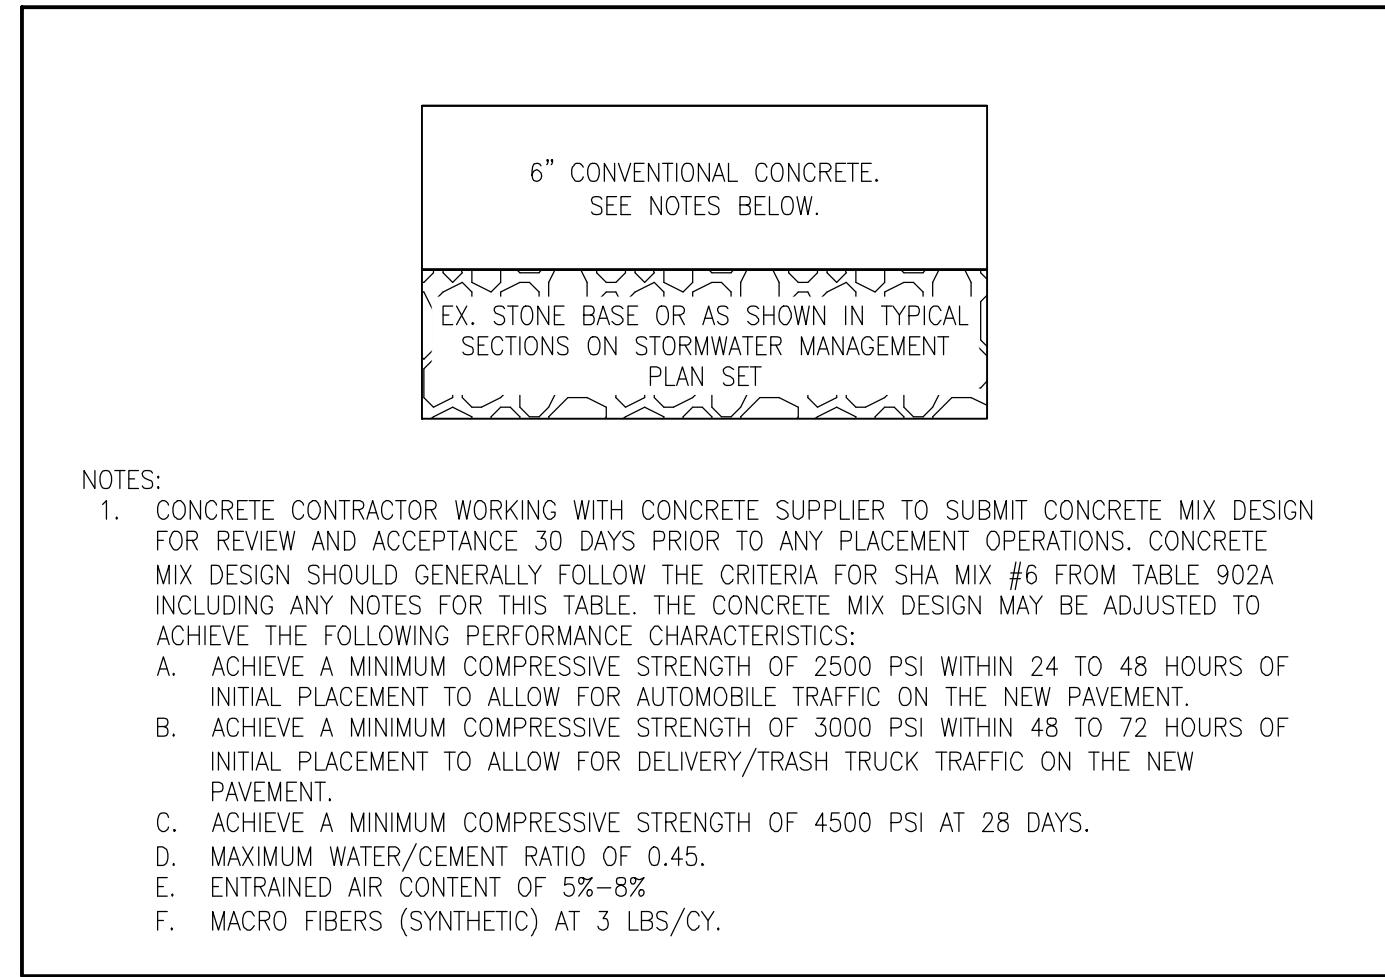 6” CONVENTIONAL CONCRETE.
SEE NOTES BELOW.
EX. STONE BASE OR AS SHOWN IN TYPICAL
SECTIONS ON STORMWATER MANAGEMENT
PLAN SET
NOTES:
1. CONCRETE CONTRACTOR WORKING WITH CONCRETE SUPPLIER TO SUBMIT CONCRETE MIX DESIGN
FOR REVIEW AND ACCEPTANCE 30 DAYS PRIOR TO ANY PLACEMENT OPERATIONS. CONCRETE
MIX DESIGN SHOULD GENERALLY FOLLOW THE CRITERIA FOR SHA MIX #6 FROM TABLE 902A
INCLUDING ANY NOTES FOR THIS TABLE. THE CONCRETE MIX DESIGN MAY BE ADJUSTED TO
ACHIEVE THE FOLLOWING PERFORMANCE CHARACTERISTICS:
A. ACHIEVE A MINIMUM COMPRESSIVE STRENGTH OF 2500 PSI WITHIN 24 TO 48 HOURS OF
INITIAL PLACEMENT TO ALLOW FOR AUTOMOBILE TRAFFIC ON THE NEW PAVEMENT.
B. ACHIEVE A MINIMUM COMPRESSIVE STRENGTH OF 3000 PSI WITHIN 48 TO 72 HOURS OF
INITIAL PLACEMENT TO ALLOW FOR DELIVERY/TRASH TRUCK TRAFFIC ON THE NEW
PAVEMENT.
C. ACHIEVE A MINIMUM COMPRESSIVE STRENGTH OF 4500 PSI AT 28 DAYS.
D. MAXIMUM WATER/CEMENT RATIO OF 0.45.
E. ENTRAINED AIR CONTENT OF 5%–8%
F. MACRO FIBERS (SYNTHETIC) AT 3 LBS/CY.